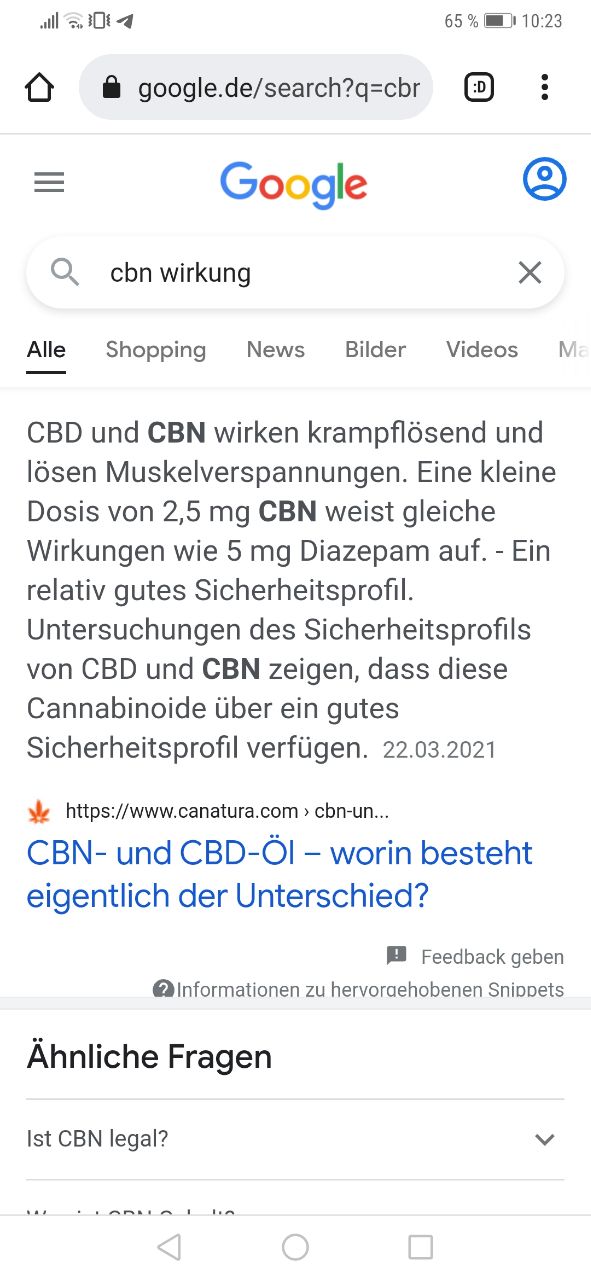 65 % 10:23
google.de/search?q=cbr
:D
Google
cbn wirkung
Alle Shopping News Bilder Videos Ma
CBD und CBN wirken krampflösend und
lösen Muskelverspannungen. Eine kleine
Dosis von 2,5 mg CBN weist gleiche
Wirkungen wie 5 mg Diazepam auf. - Ein
relativ gutes Sicherheitsprofil.
Untersuchungen des Sicherheitsprofils
von CBD und CBN zeigen, dass diese
Cannabinoide über ein gutes
Sicherheitsprofil verfügen. 22.03.2021
https://www.canatura.com › cbn-un...
CBN- und CBD-Öl – worin besteht
eigentlich der Unterschied?
Feedback geben
Informationen zu hervorgehobenen Snippets
Ähnliche Fragen
Ist CBN legal?